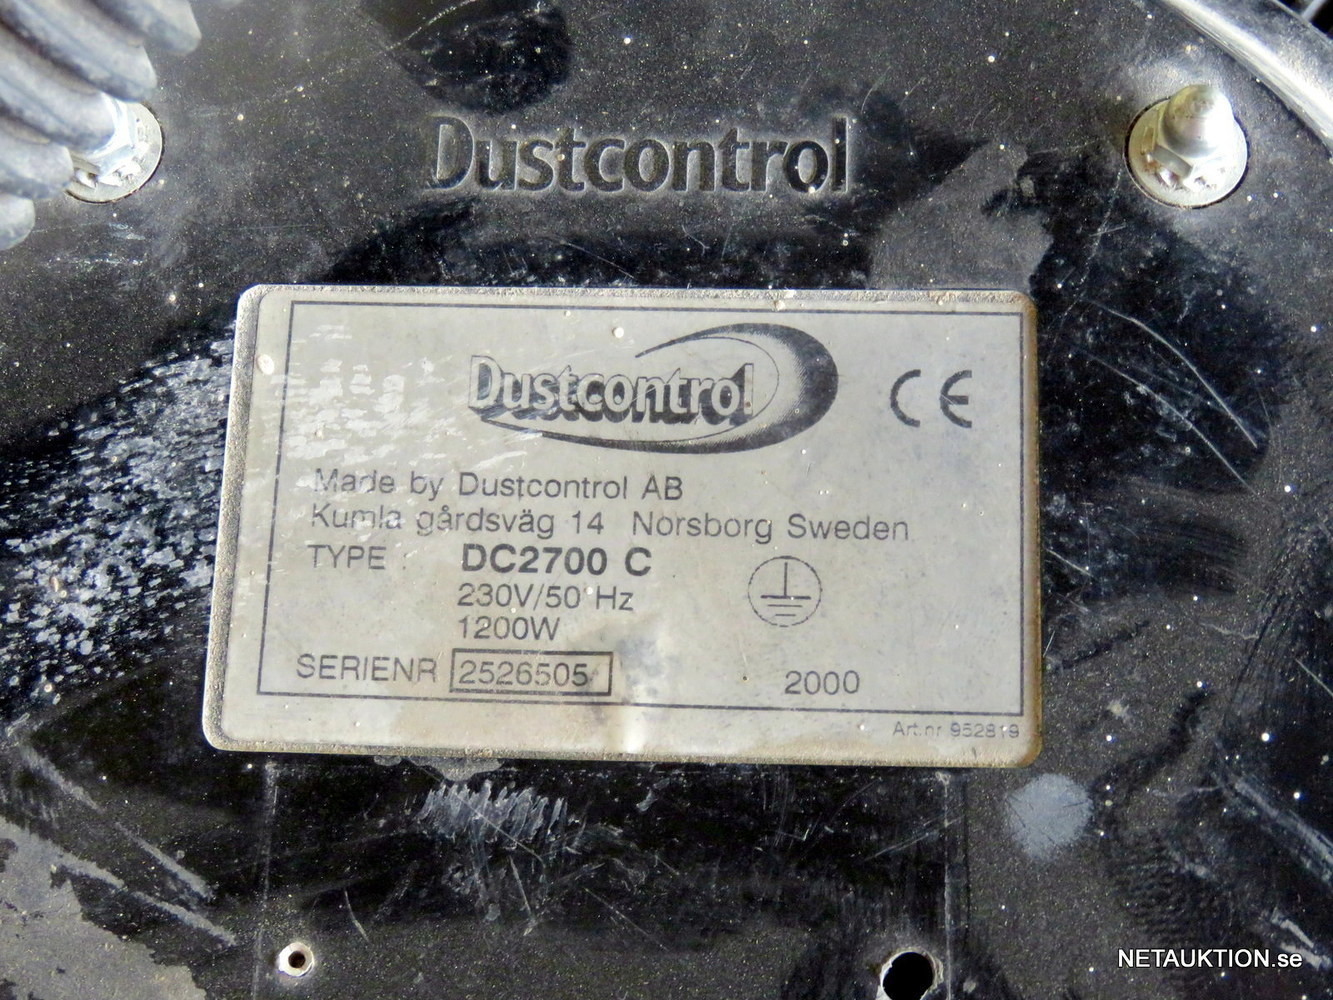 Dustcontrol
Dustcontrol CE
Made by Dustcontrol AB
Kumla gårdsväg 14 Norsborg Sweden
TYPE : DC2700 C
230V/50 Hz
1200W
SERIENR 2526505 2000
Art.nr 952819
NETAUKTION.se